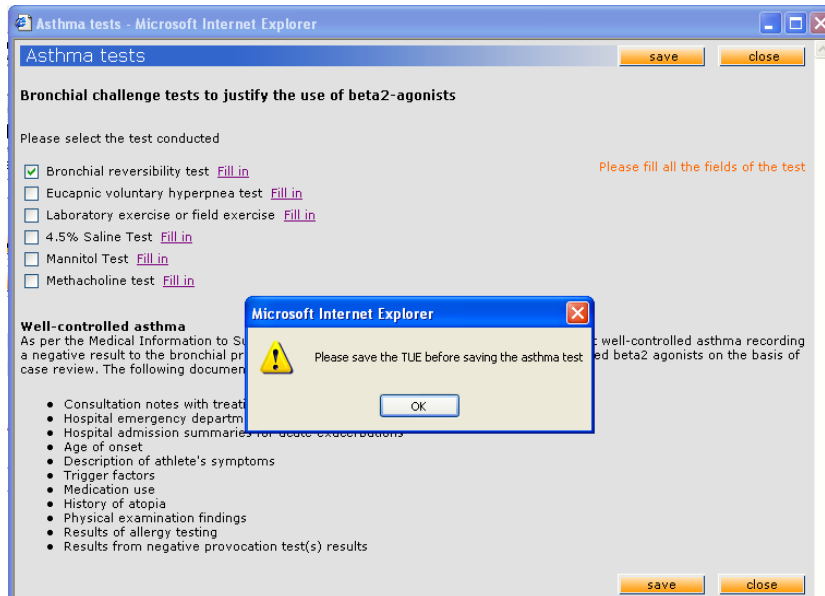 Asthma tests - Microsoft Internet Explorer
Asthma tests
save close
Bronchial challenge tests to justify the use of beta2-agonists
Please select the test conducted
Bronchial reversibility test Fill in
Please fill all the fields of the test
Eucapnic voluntary hyperpnea test Fill in
Laboratory exercise or field exercise Fill in
4.5% Saline Test Fill in
Mannitol Test Fill in
Methacholine test Fill in
Microsoft Internet Explorer
Please save the TUE before saving the asthma test
OK
Well-controlled asthma
As per the Medical Information to Su well-controlled asthma recording
a negative result to the bronchial pr ed beta2 agonists on the basis of
case review. The following documen
• Consultation notes with treati
• Hospital emergency departm
• Hospital admission summaries for acute exacerbations
• Age of onset
• Description of athlete's symptoms
• Trigger factors
• Medication use
• History of atopia
• Physical examination findings
• Results of allergy testing
• Results from negative provocation test(s) results
save close